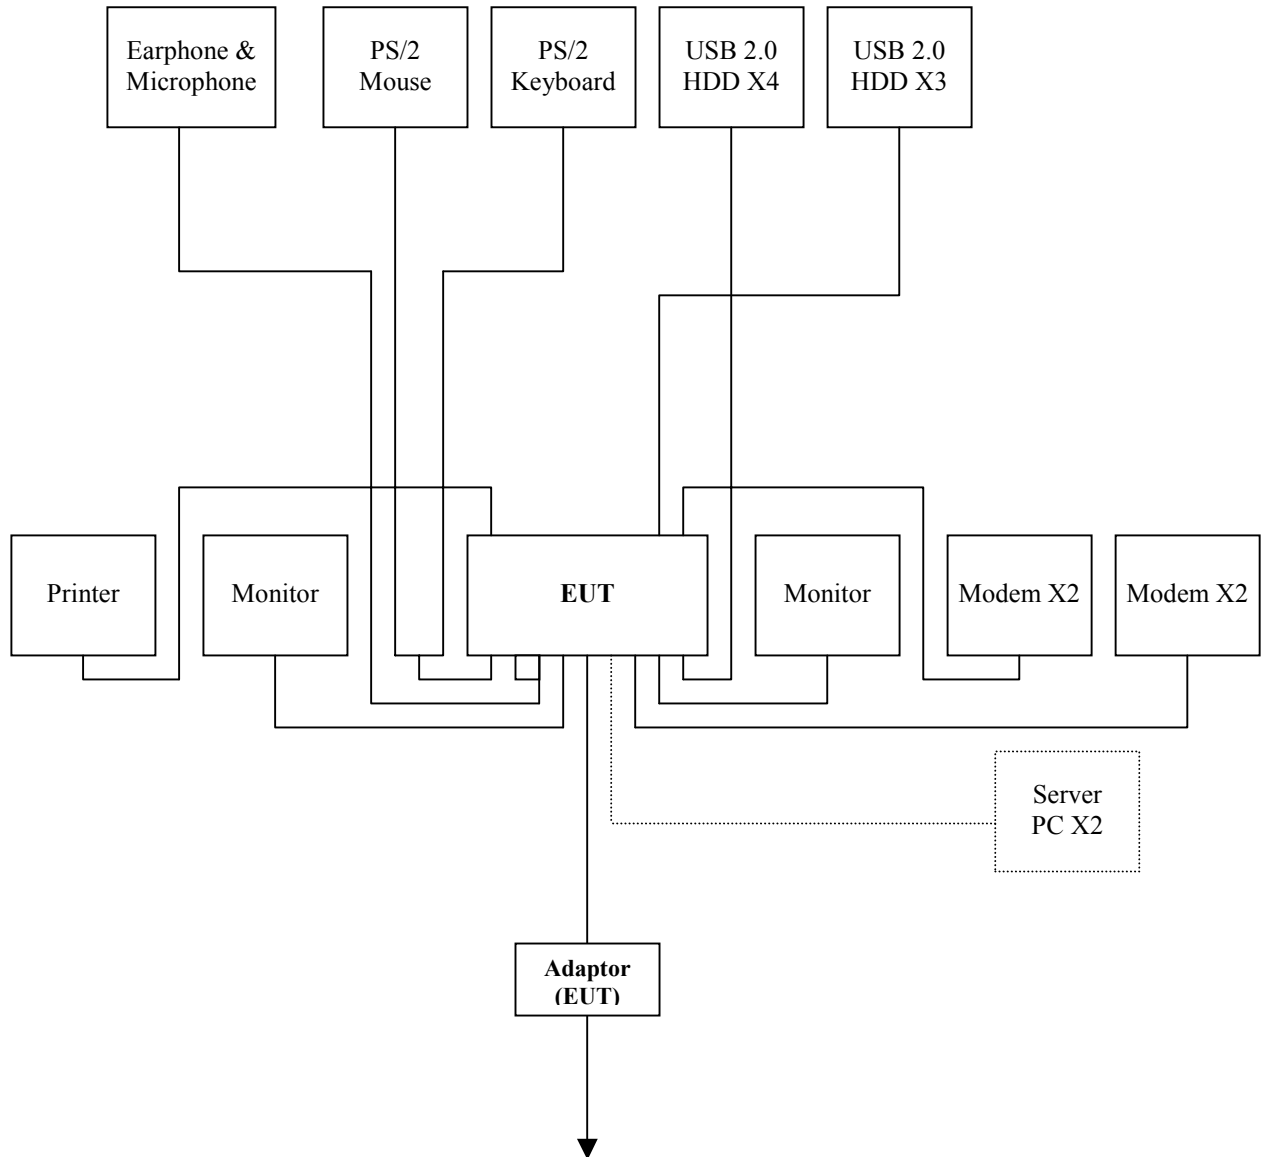 Earphone &
Microphone
PS/2
Mouse
PS/2
Keyboard
USB 2.0
HDD X4
USB 2.0
HDD X3
Printer
Monitor
EUT
Monitor
Modem X2
Modem X2
Server
PC X2
Adaptor
(EUT)